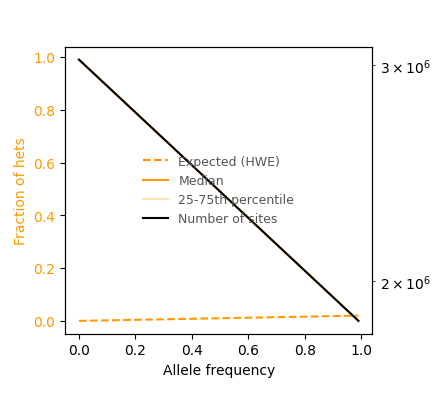 1.0
0.8
0.6
0.4
0.2
0.0
Fraction of hets
3 × 10⁶
2 × 10⁶
Expected (HWE)
Median
25-75th percentile
Number of sites
0.0 0.2 0.4 0.6 0.8 1.0
Allele frequency